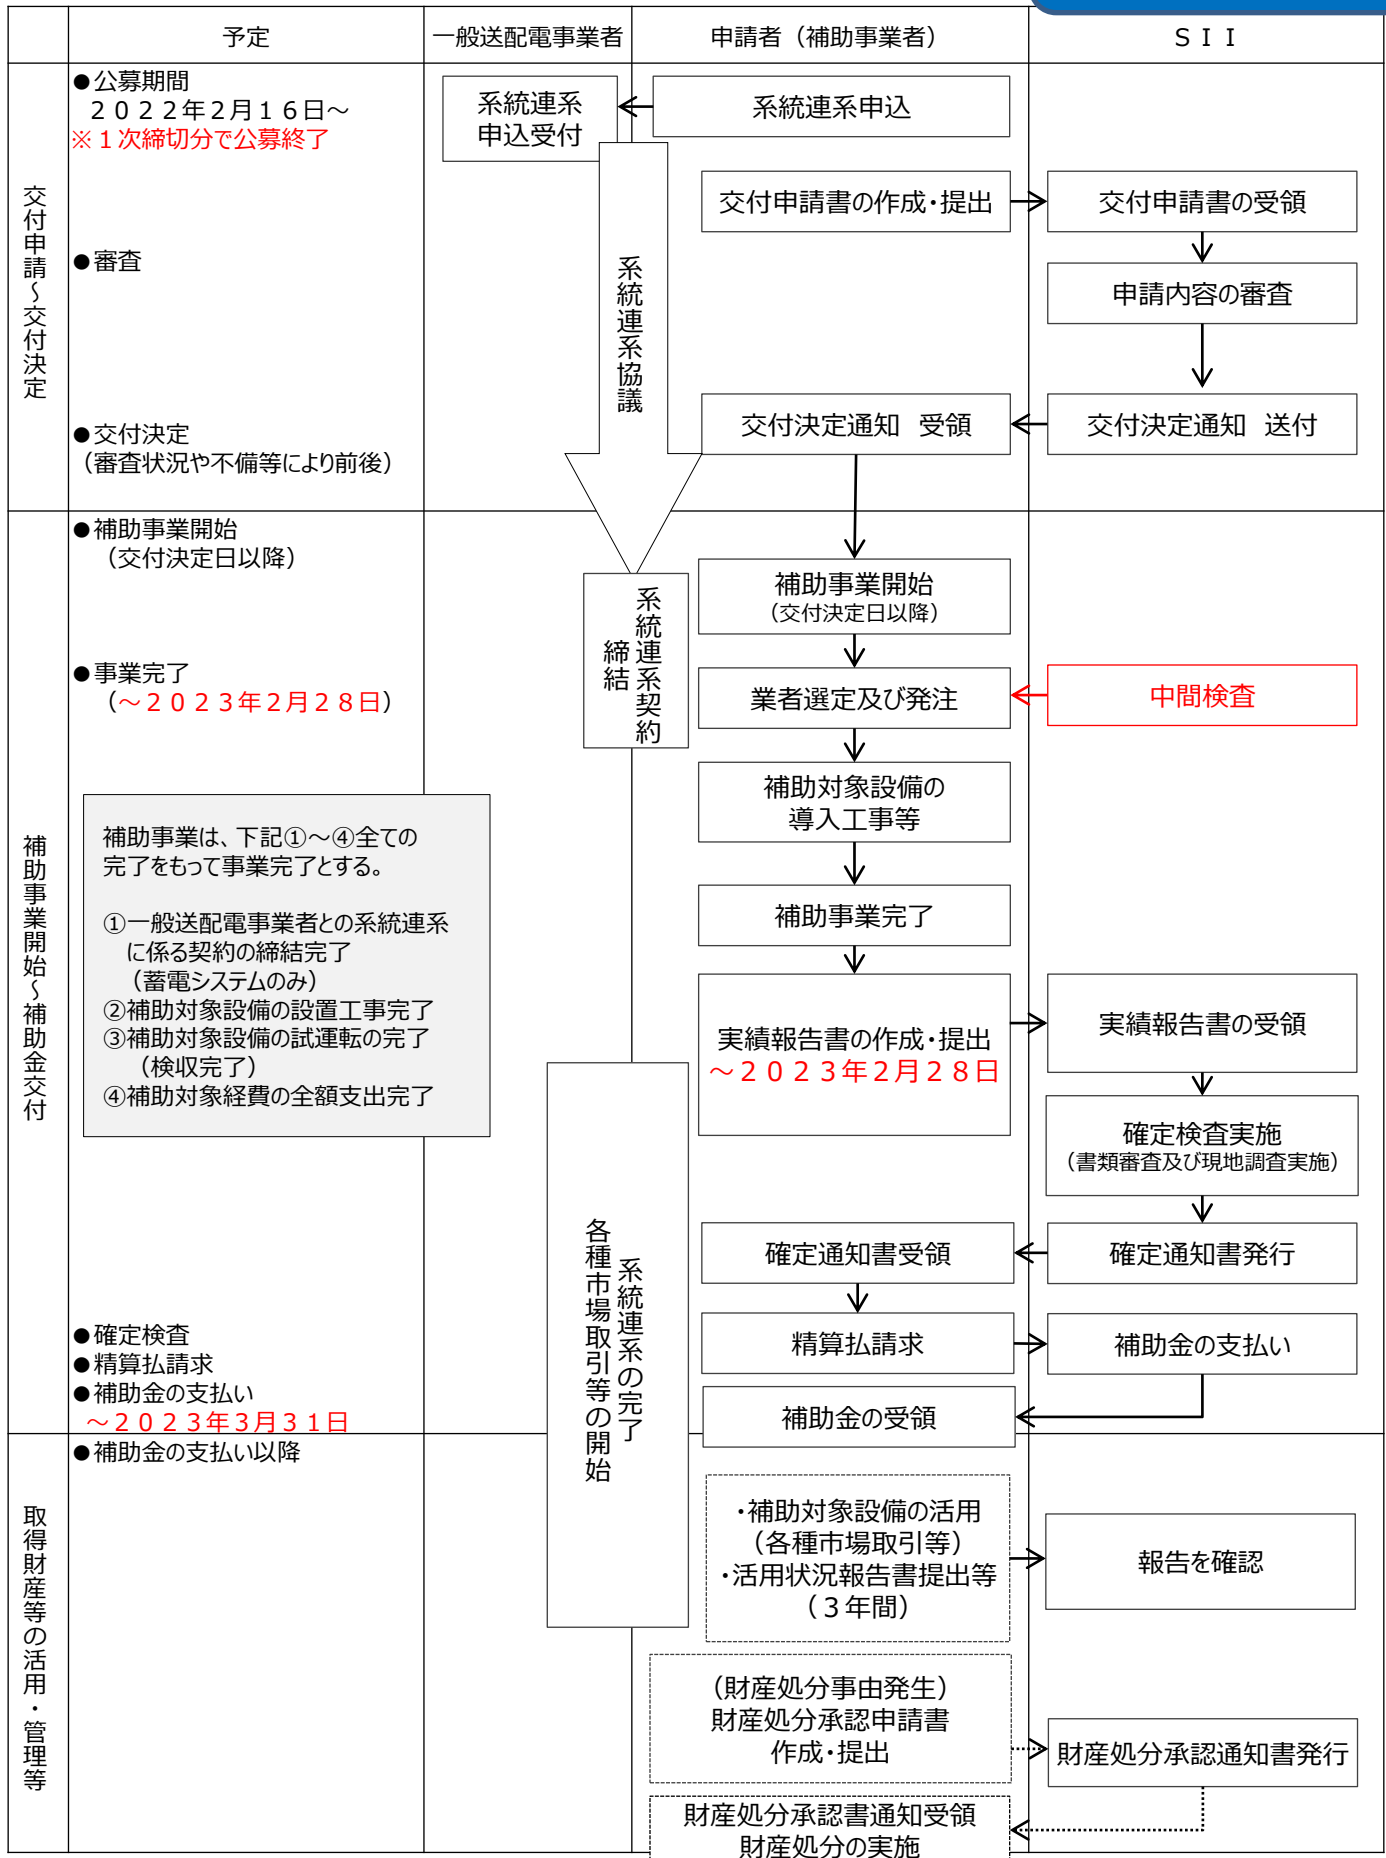 予定
一般送配電事業者
申請者（補助事業者）
ＳＩＩ
交付申請～交付決定
●公募期間
２０２２年２月１６日～
※１次締切分で公募終了
●審査
●交付決定
（審査状況や不備等により前後）
系統連系
申込受付
系統連系申込
系統連系協議
交付申請書の作成・提出
交付申請書の受領
申請内容の審査
交付決定通知　受領
交付決定通知　送付
補助事業開始～補助金交付
●補助事業開始
（交付決定日以降）
●事業完了
（～２０２３年２月２８日）
補助事業は、下記①～④全ての
完了をもって事業完了とする。
①一般送配電事業者との系統連系
に係る契約の締結完了
（蓄電システムのみ）
②補助対象設備の設置工事完了
③補助対象設備の試運転の完了
（検収完了）
④補助対象経費の全額支出完了
●確定検査
●精算払請求
●補助金の支払い
～２０２３年３月３１日
系統連系契約
締結
補助事業開始
（交付決定日以降）
業者選定及び発注
中間検査
補助対象設備の
導入工事等
補助事業完了
実績報告書の作成・提出
～２０２３年２月２８日
実績報告書の受領
確定検査実施
（書類審査及び現地調査実施）
確定通知書受領
確定通知書発行
精算払請求
補助金の支払い
補助金の受領
系統連系の完了
各種市場取引等の開始
取得財産等の活用・管理等
●補助金の支払い以降
・補助対象設備の活用
（各種市場取引等）
・活用状況報告書提出等
（３年間）
報告を確認
（財産処分事由発生）
財産処分承認申請書
作成・提出
財産処分承認通知書発行
財産処分承認書通知受領
財産処分の実施